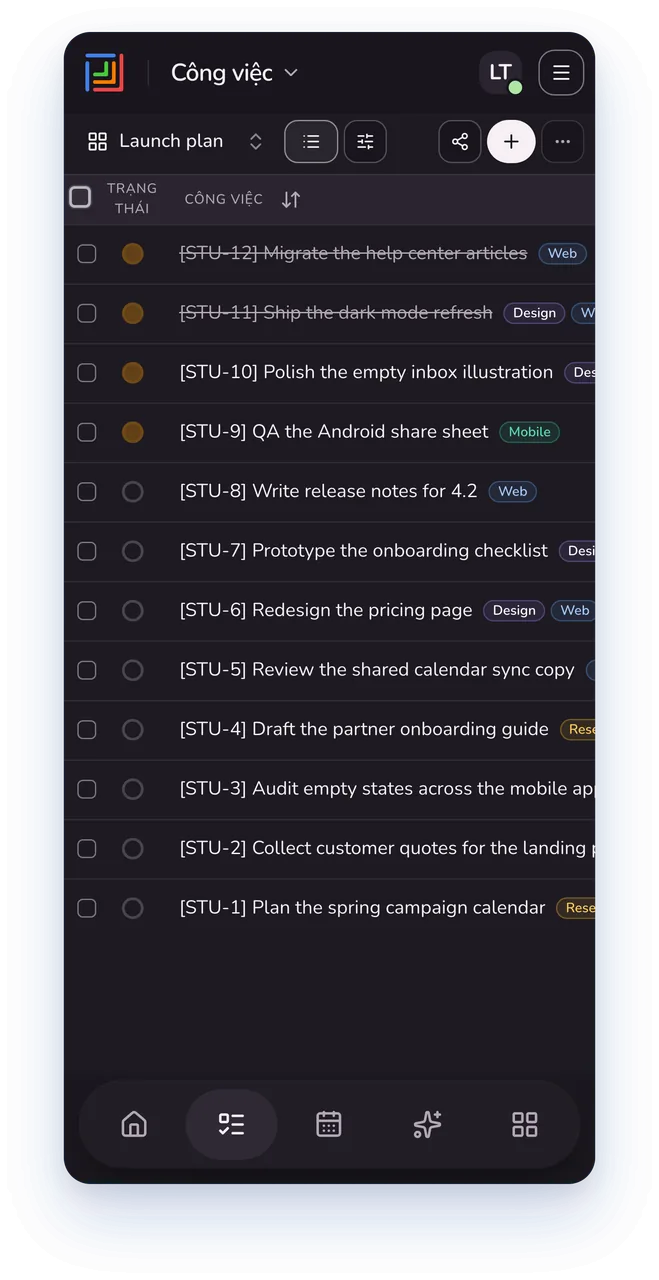 Công việc
LT
Launch plan
TRẠNG THÁI
CÔNG VIỆC
[STU-12] Migrate the help center articles Web
[STU-11] Ship the dark mode refresh Design W
[STU-10] Polish the empty inbox illustration Des
[STU-9] QA the Android share sheet Mobile
[STU-8] Write release notes for 4.2 Web
[STU-7] Prototype the onboarding checklist Desi
[STU-6] Redesign the pricing page Design Web
[STU-5] Review the shared calendar sync copy
[STU-4] Draft the partner onboarding guide Rese
[STU-3] Audit empty states across the mobile ap
[STU-2] Collect customer quotes for the landing
[STU-1] Plan the spring campaign calendar Rese